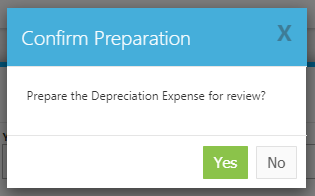 Confirm Preparation X
Prepare the Depreciation Expense for review?
Yes No